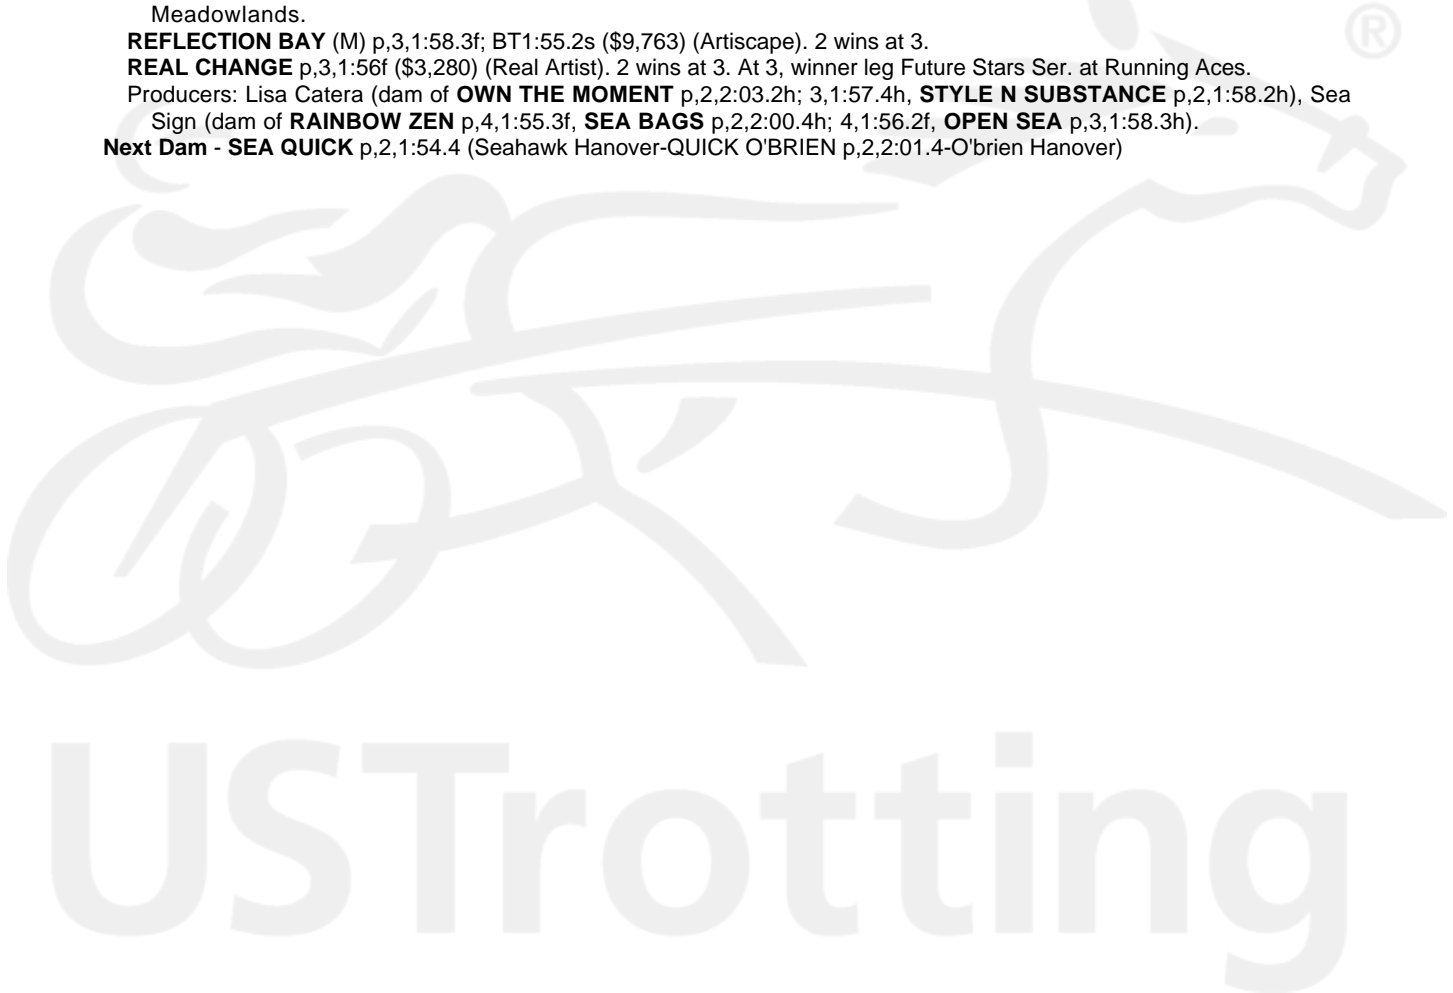 Meadowlands.
REFLECTION BAY (M) p,3,1:58.3f; BT1:55.2s ($9,763) (Artiscape). 2 wins at 3.
REAL CHANGE p,3,1:56f ($3,280) (Real Artist). 2 wins at 3. At 3, winner leg Future Stars Ser. at Running Aces.
Producers: Lisa Catera (dam of OWN THE MOMENT p,2,2:03.2h; 3,1:57.4h, STYLE N SUBSTANCE p,2,1:58.2h), Sea
Sign (dam of RAINBOW ZEN p,4,1:55.3f, SEA BAGS p,2,2:00.4h; 4,1:56.2f, OPEN SEA p,3,1:58.3h).
Next Dam - SEA QUICK p,2,1:54.4 (Seahawk Hanover-QUICK O'BRIEN p,2,2:01.4-O'brien Hanover)
®
USTrotting